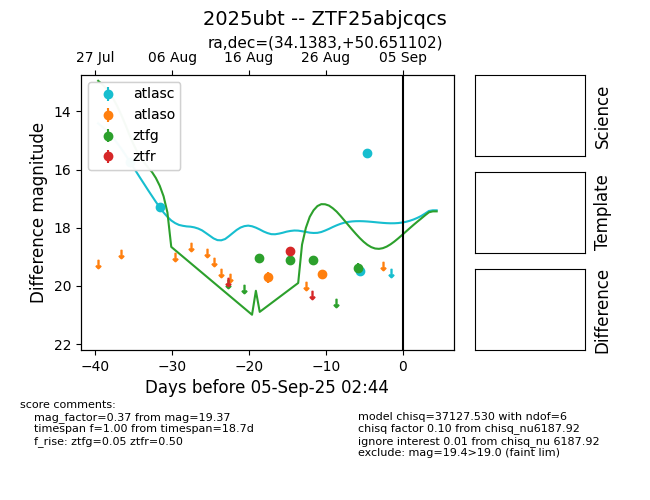 2025ubt -- ZTF25abjcqcs
ra,dec=(34.1383,+50.651102)
27 Jul 06 Aug 16 Aug 26 Aug 05 Sep
atlasc
atlaso
ztfg
ztfr
14
16
18
20
22
Difference magnitude
−40 −30 −20 −10 0
Days before 05-Sep-25 02:44
Science
Template
Difference
score comments:
mag_factor=0.37 from mag=19.37
timespan f=1.00 from timespan=18.7d
f_rise: ztfg=0.05 ztfr=0.50
model chisq=37127.530 with ndof=6
chisq factor 0.10 from chisq_nu6187.92
ignore interest 0.01 from chisq_nu 6187.92
exclude: mag=19.4>19.0 (faint lim)